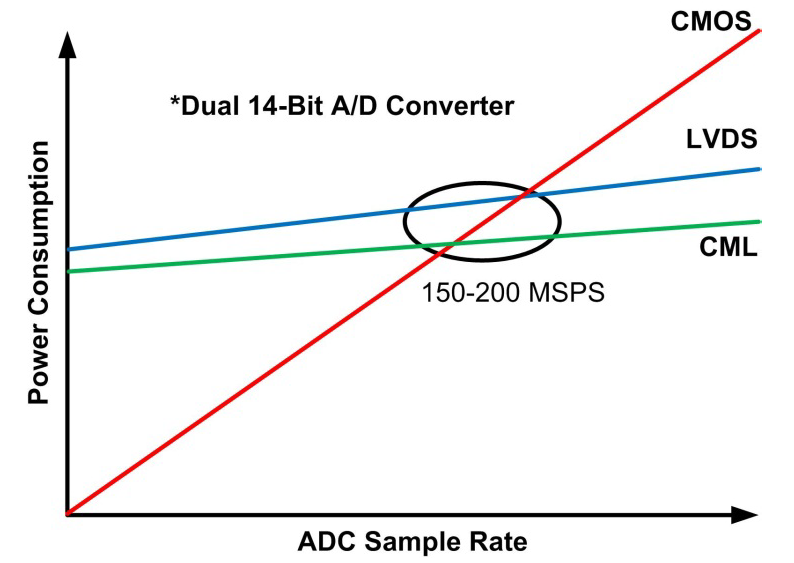 CMOS
*Dual 14-Bit A/D Converter
LVDS
CML
150-200 MSPS
Power Consumption
ADC Sample Rate